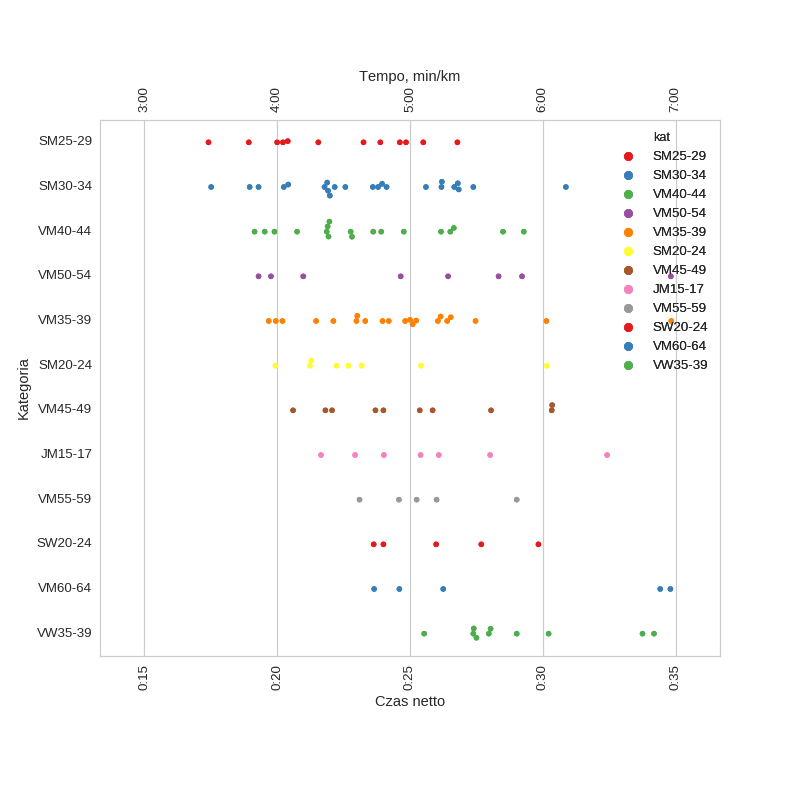 Tempo, min/km
3:00 4:00 5:00 6:00 7:00
kat
SM25-29
SM30-34
VM40-44
VM50-54
VM35-39
SM20-24
VM45-49
JM15-17
VM55-59
SW20-24
VM60-64
VW35-39
Kategoria
SM25-29
SM30-34
VM40-44
VM50-54
VM35-39
SM20-24
VM45-49
JM15-17
VM55-59
SW20-24
VM60-64
VW35-39
0:15 0:20 0:25 0:30 0:35
Czas netto